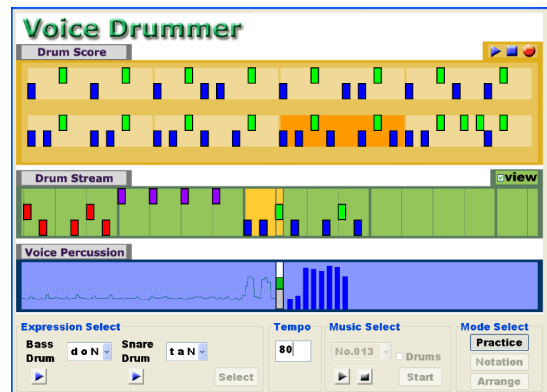 Voice Drummer
Drum Score
Drum Stream
view
Voice Percussion
Expression Select
Tempo
Music Select
Mode Select
Bass Drum
doN
Snare Drum
taN
80
No.013
Drums
Practice
Notation
Select
Start
Arrange